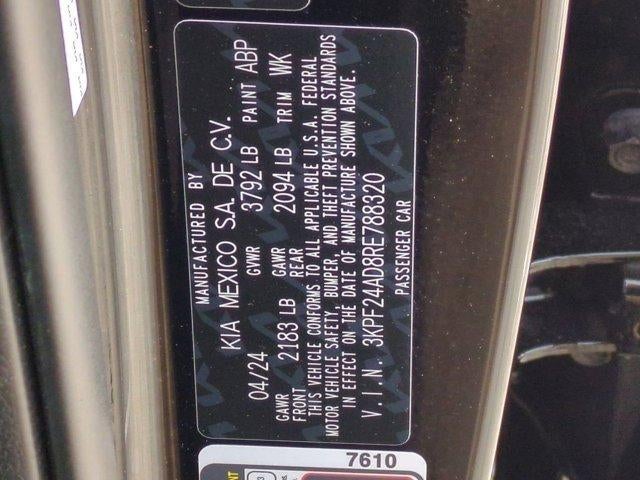 MANUFACTURED BY
KIA MEXICO S.A. DE C.V.
04/24 GVWR 3792 LB PAINT ABP
GAWR FRONT 2183 LB GAWR REAR 2094 LB TRIM WK
THIS VEHICLE CONFORMS TO ALL APPLICABLE U.S.A. FEDERAL
MOTOR VEHICLE SAFETY, BUMPER, AND THEFT PREVENTION STANDARDS
IN EFFECT ON THE DATE OF MANUFACTURE SHOWN ABOVE.
V.I.N. 3KPF24AD8RE788320
PASSENGER CAR
7610